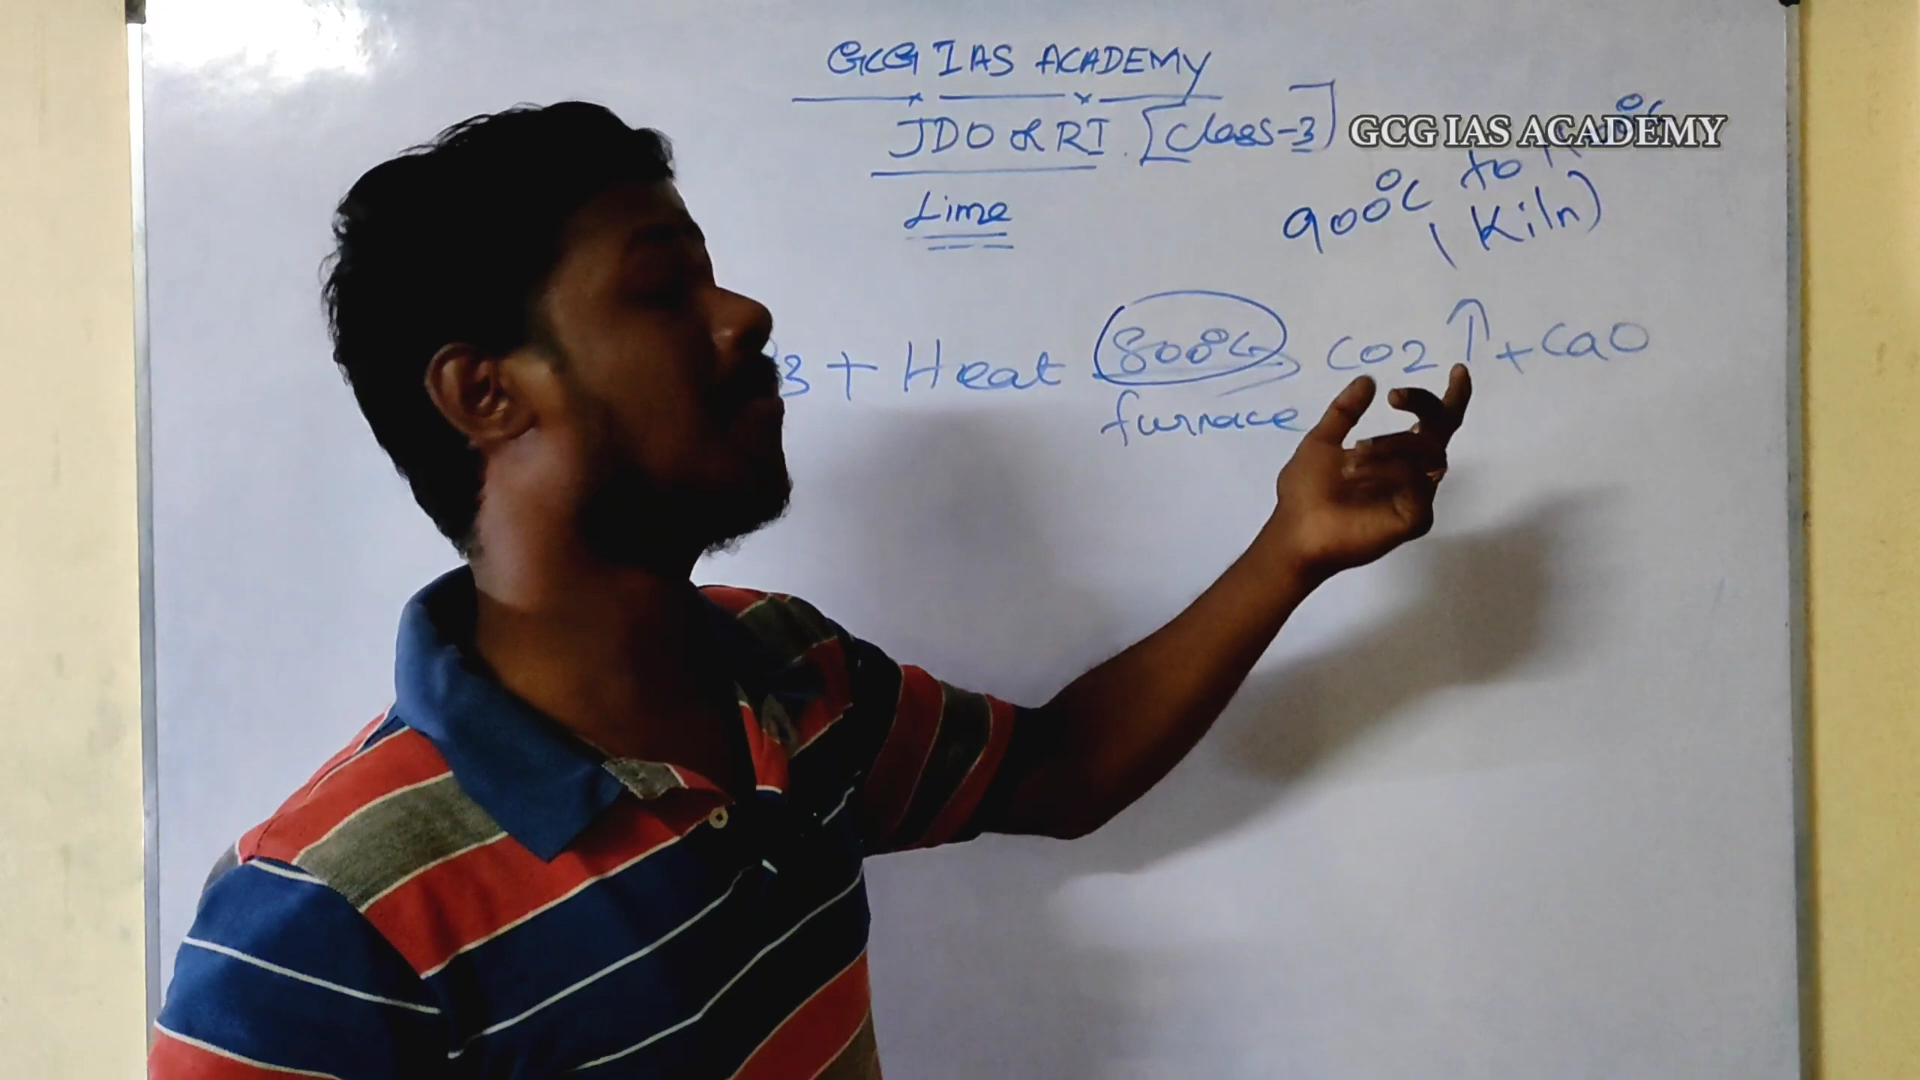 GCG IAS ACADEMY
JDO & RI [Class-3]
GCG IAS ACADEMY
Lime
900°C to
(Kiln)
3 + Heat 800°C CO2 ↑ + CaO
furnace